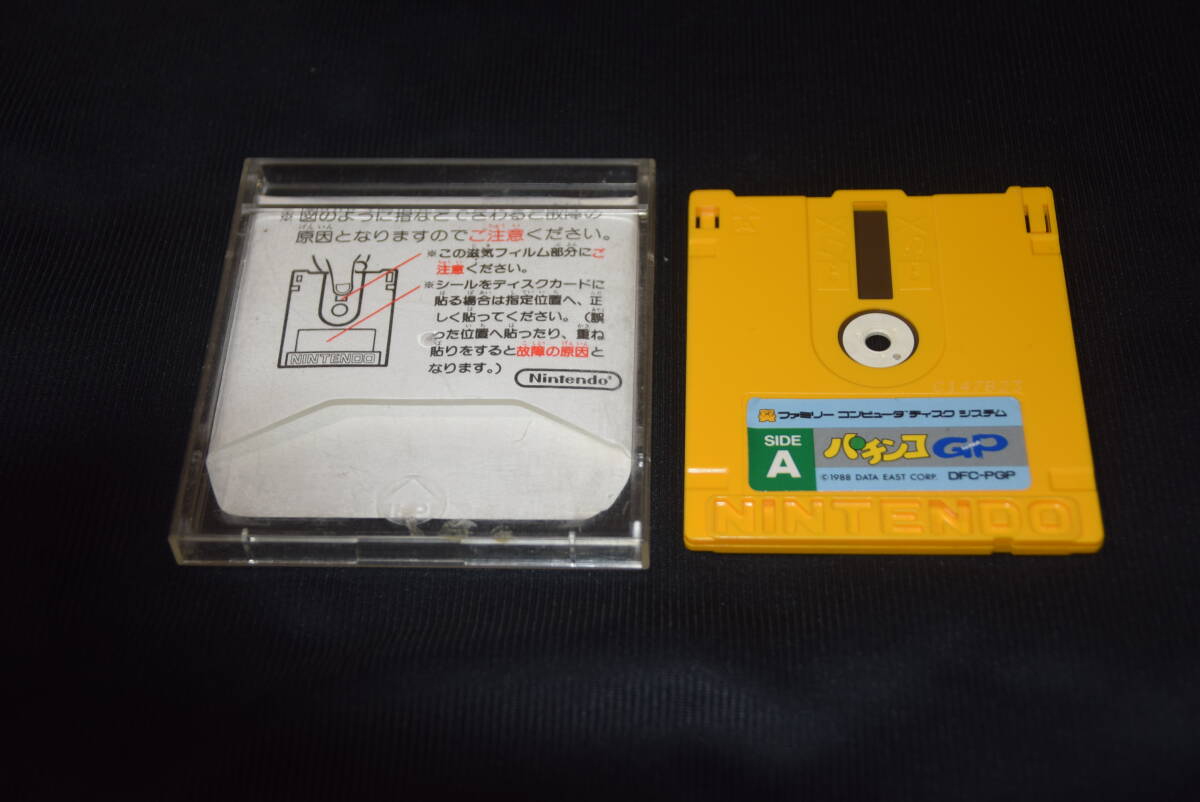 ※図のように指などでさわると故障の
原因となりますのでご注意ください。
※この磁気フィルム部分にご
注意ください。
※シールをディスクカードに
貼る場合は指定位置へ、正
しく貼ってください。(誤
った位置へ貼ったり、重ね
貼りをすると故障の原因と
なります。)
NINTENDO
Nintendo®
ファミリー コンピュータ ディスク システム
SIDE
A
パチンコ GP
©1988 DATA EAST CORP. DFC-PGP
NINTENDO